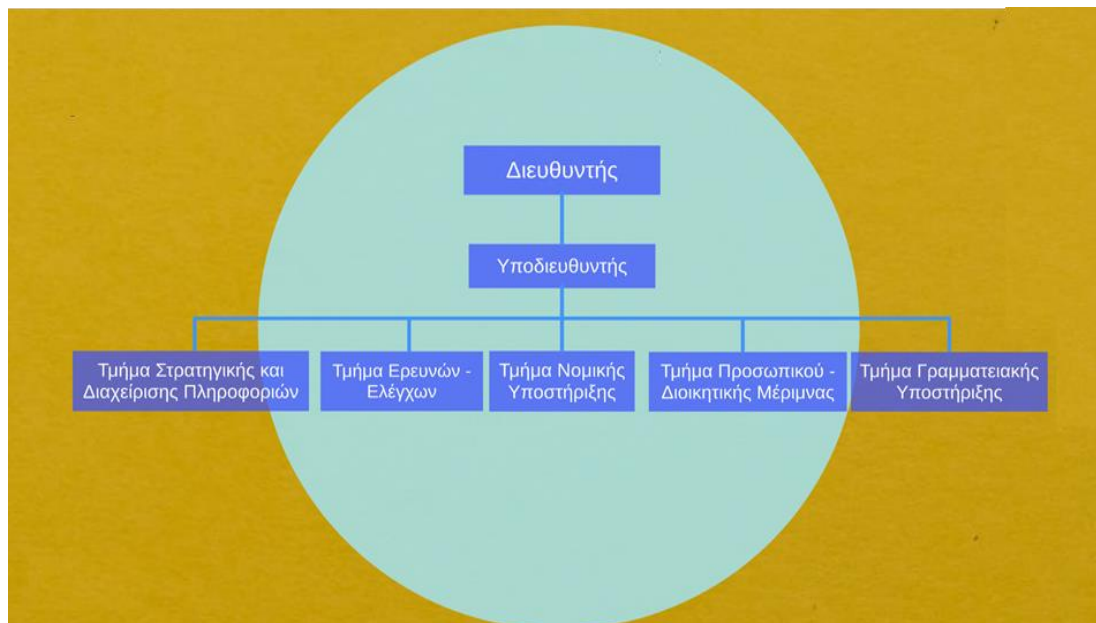 Διευθυντής
Υποδιευθυντής
Τμήμα Στρατηγικής και
Διαχείρισης Πληροφοριών
Τμήμα Ερευνών -
Ελέγχων
Τμήμα Νομικής
Υποστήριξης
Τμήμα Προσωπικού -
Διοικητικής Μέριμνας
Τμήμα Γραμματειακής
Υποστήριξης